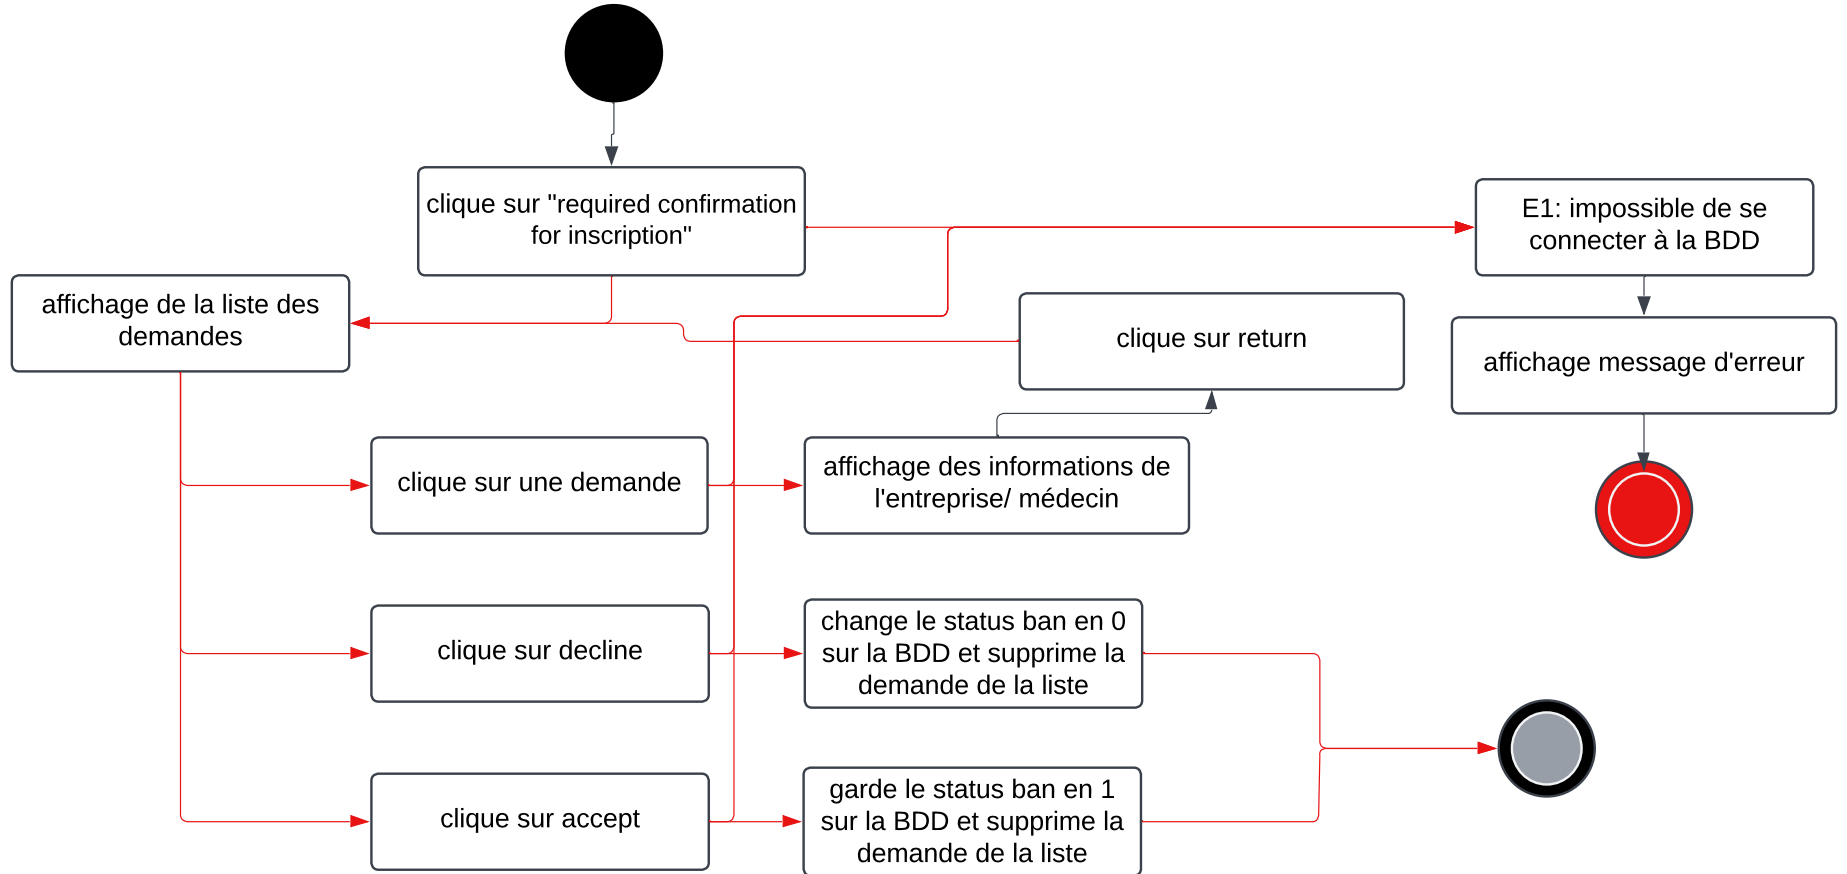 clique sur "required confirmation
for inscription"
E1: impossible de se
connecter à la BDD
affichage de la liste des
demandes
clique sur return
affichage message d'erreur
clique sur une demande
affichage des informations de
l'entreprise/ médecin
clique sur decline
change le status ban en 0
sur la BDD et supprime la
demande de la liste
clique sur accept
garde le status ban en 1
sur la BDD et supprime la
demande de la liste